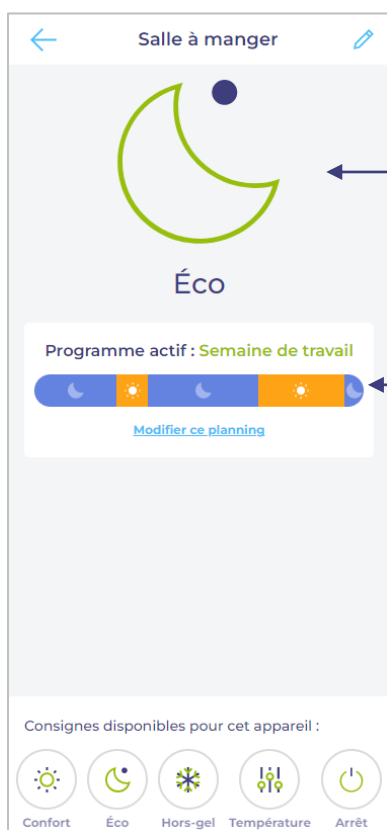 Salle à manger
Éco
Programme actif : Semaine de travail
Modifier ce planning
Consignes disponibles pour cet appareil :
Confort Éco Hors-gel Température Arrêt